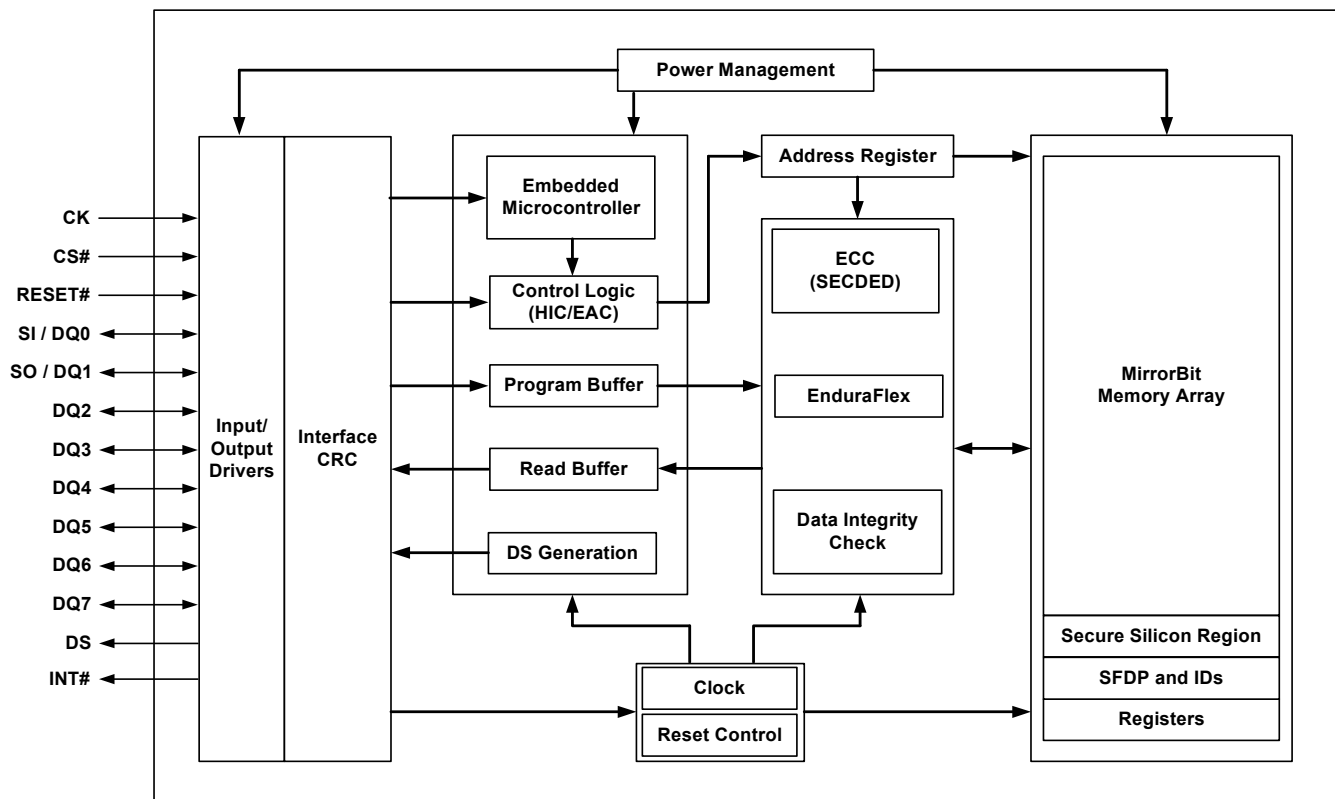 Power Management
CK
CS#
RESET#
SI / DQ0
SO / DQ1
DQ2
DQ3
DQ4
DQ5
DQ6
DQ7
DS
INT#
Input/
Output
Drivers
Interface
CRC
Embedded
Microcontroller
Control Logic
(HIC/EAC)
Program Buffer
Read Buffer
DS Generation
Address Register
ECC
(SECDED)
EnduraFlex
Data Integrity
Check
Clock
Reset Control
MirrorBit
Memory Array
Secure Silicon Region
SFDP and IDs
Registers